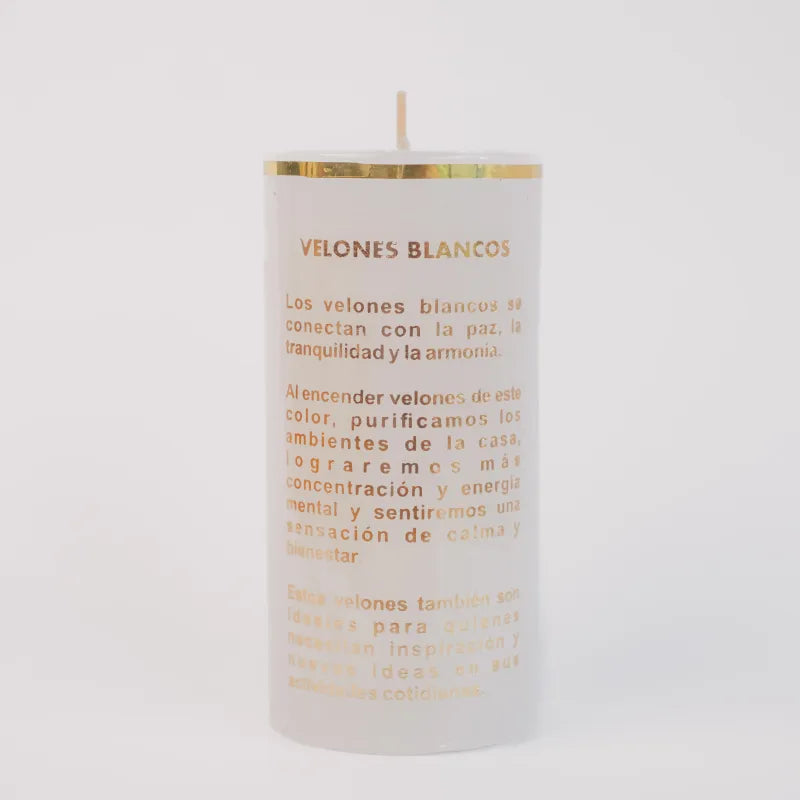 VELONES BLANCOS
Los velones blancos se
conectan con la paz, la
tranquilidad y la armonía.
Al encender velones de este
color, purificamos los
ambientes de la casa,
lograremos más
concentración y energía
mental y sentiremos una
sensación de calma y
bienestar
Estos velones también son
ideales para quienes
necesitan inspiración y
nuevas ideas en sus
actividades cotidianas.